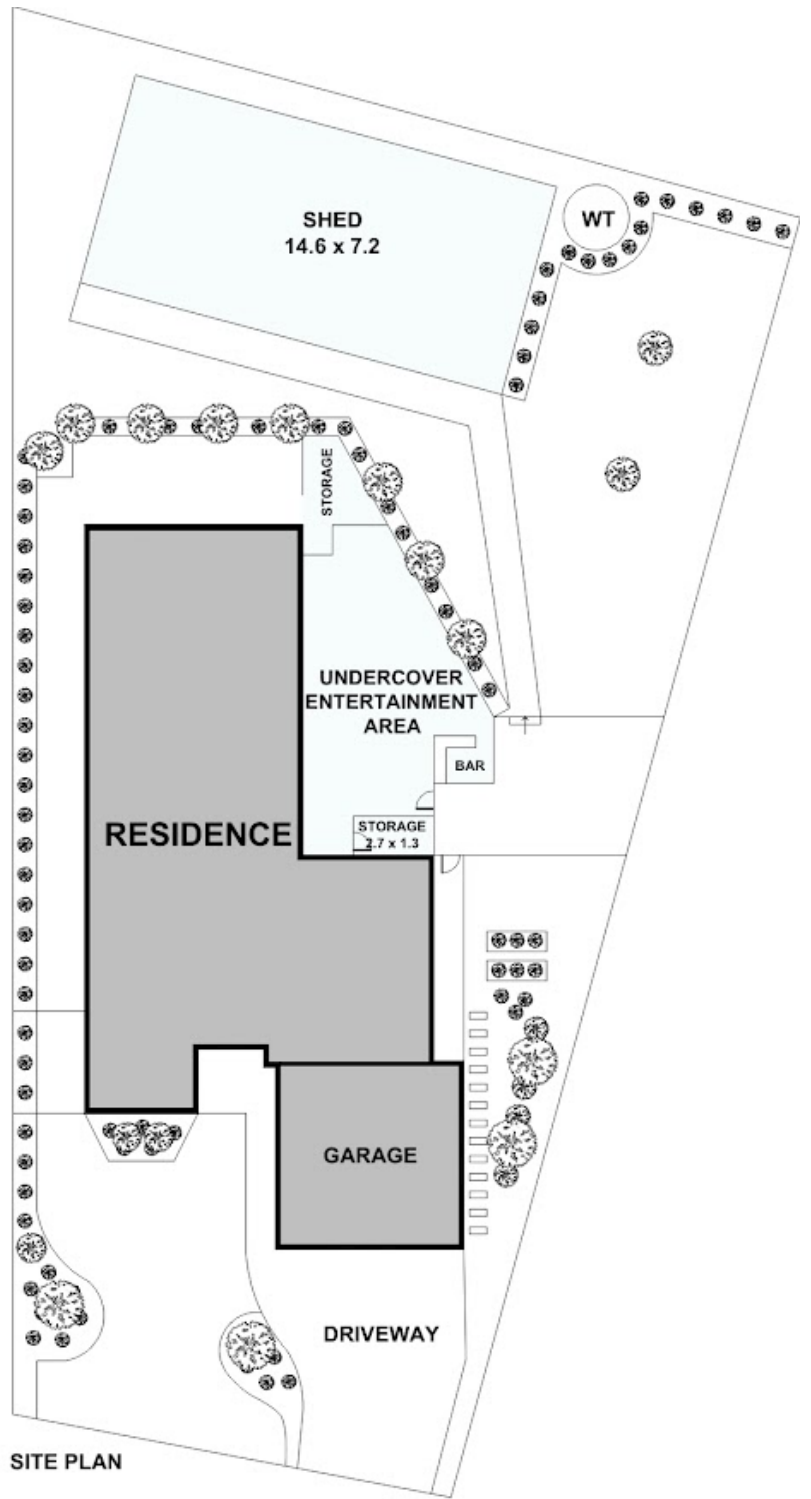 SHED
14.6 x 7.2
WT
STORAGE
UNDERCOVER
ENTERTAINMENT
AREA
BAR
STORAGE
2.7 x 1.3
RESIDENCE
GARAGE
DRIVEWAY
SITE PLAN